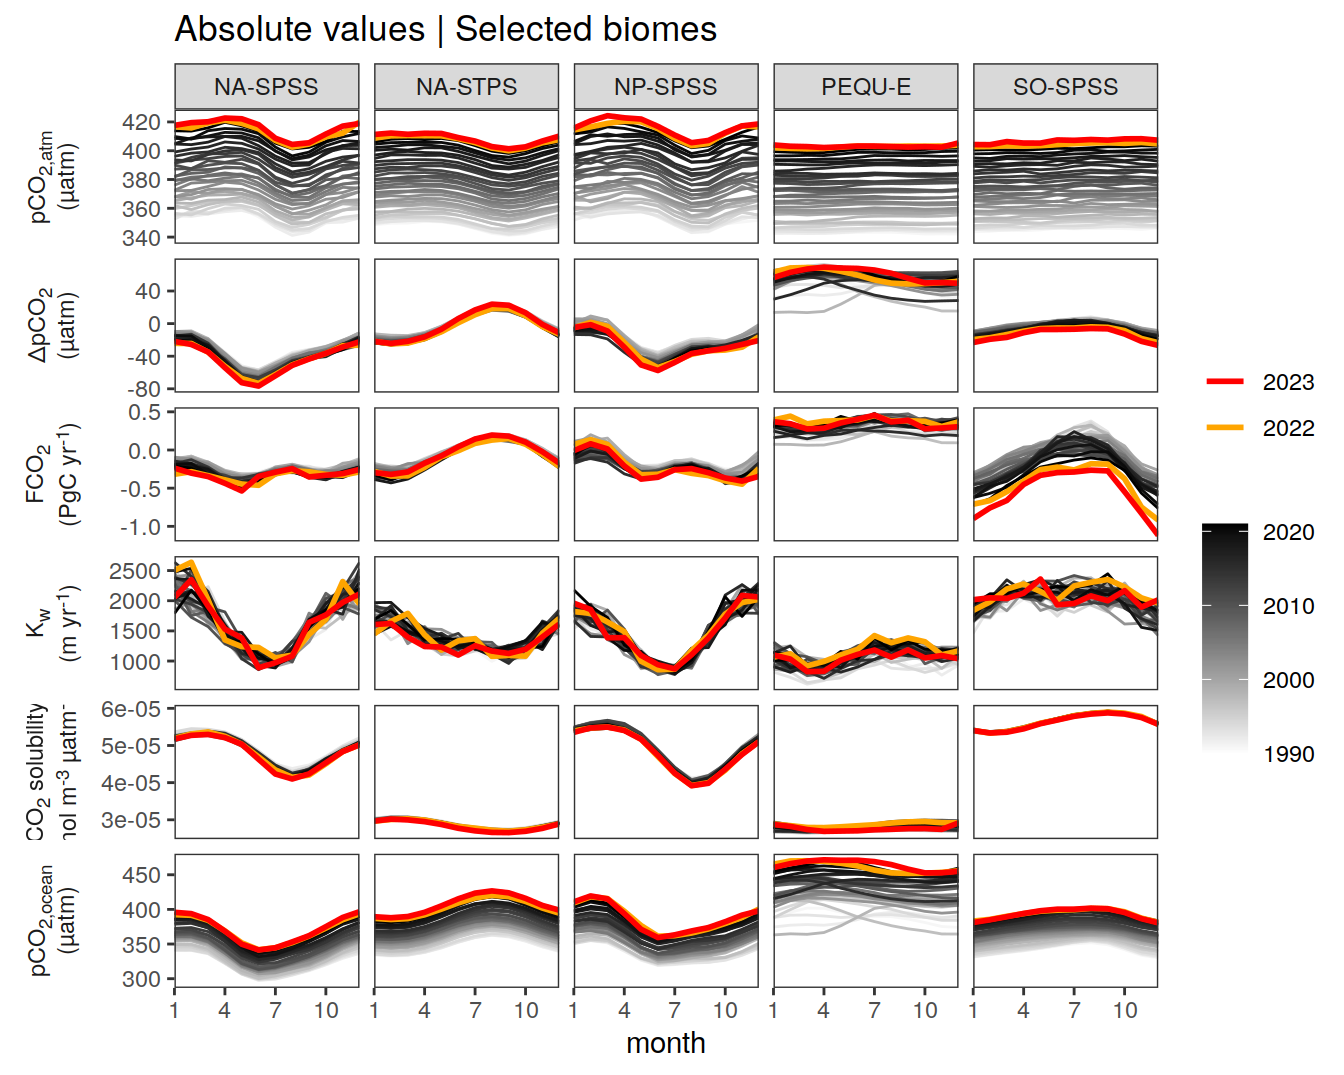 Absolute values | Selected biomes
NA-SPSS NA-STPS NP-SPSS PEQU-E SO-SPSS
pCO2,atm
(µatm)
420
400
380
360
340
ΔpCO2
(µatm)
40
0
-40
-80
FCO2
(PgC yr-1)
0.5
0.0
-0.5
-1.0
Kw
(m yr-1)
2500
2000
1500
1000
CO2 solubility
mol m-3 µatm-
6e-05
5e-05
4e-05
3e-05
pCO2,ocean
(µatm)
450
400
350
300
1 4 7 10 1 4 7 10 1 4 7 10 1 4 7 10 1 4 7 10
month
2023
2022
2020
2010
2000
1990